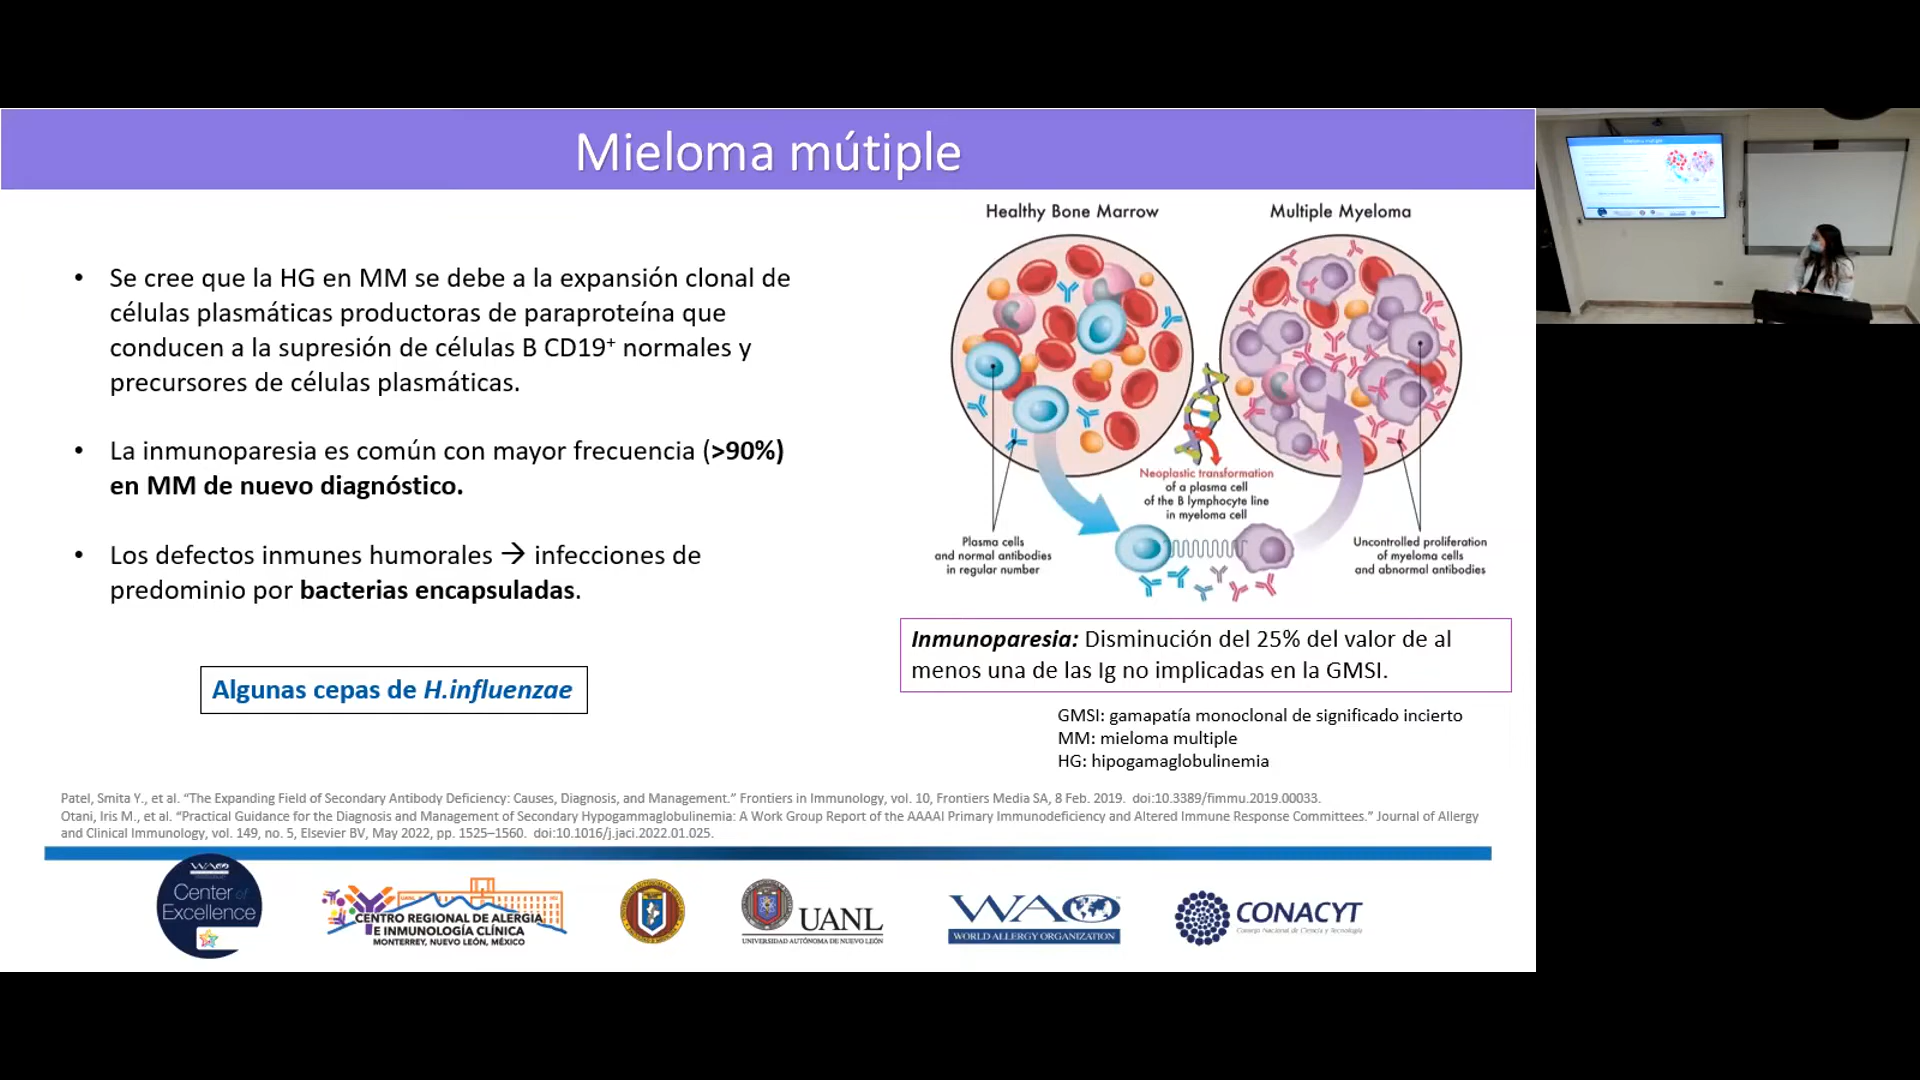 Mieloma mútiple
• Se cree que la HG en MM se debe a la expansión clonal de
células plasmáticas productoras de paraproteína que
conducen a la supresión de células B CD19⁺ normales y
precursores de células plasmáticas.
• La inmunoparesia es común con mayor frecuencia (>90%)
en MM de nuevo diagnóstico.
• Los defectos inmunes humorales → infecciones de
predominio por bacterias encapsuladas.
Algunas cepas de H.influenzae
Healthy Bone Marrow
Multiple Myeloma
Neoplastic transformation
of a plasma cell
of the B lymphocyte line
in myeloma cell
Plasma cells
and normal antibodies
in regular number
Uncontrolled proliferation
of myeloma cells
and abnormal antibodies
Inmunoparesia: Disminución del 25% del valor de al
menos una de las Ig no implicadas en la GMSI.
GMSI: gamapatía monoclonal de significado incierto
MM: mieloma multiple
HG: hipogamaglobulinemia
Patel, Smita Y., et al. “The Expanding Field of Secondary Antibody Deficiency: Causes, Diagnosis, and Management.” Frontiers in Immunology, vol. 10, Frontiers Media SA, 8 Feb. 2019. doi:10.3389/fimmu.2019.00033.
Otani, Iris M., et al. “Practical Guidance for the Diagnosis and Management of Secondary Hypogammaglobulinemia: A Work Group Report of the AAAAI Primary Immunodeficiency and Altered Immune Response Committees.” Journal of Allergy
and Clinical Immunology, vol. 149, no. 5, Elsevier BV, May 2022, pp. 1525–1560. doi:10.1016/j.jaci.2022.01.025.
WAO
Center of
Excellence
CENTRO REGIONAL DE ALERGIA
E INMUNOLOGÍA CLÍNICA
MONTERREY, NUEVO LEÓN, MÉXICO
UANL
UNIVERSIDAD AUTÓNOMA DE NUEVO LEÓN
WAO
WORLD ALLERGY ORGANIZATION
CONACYT
Consejo Nacional de Ciencia y Tecnología